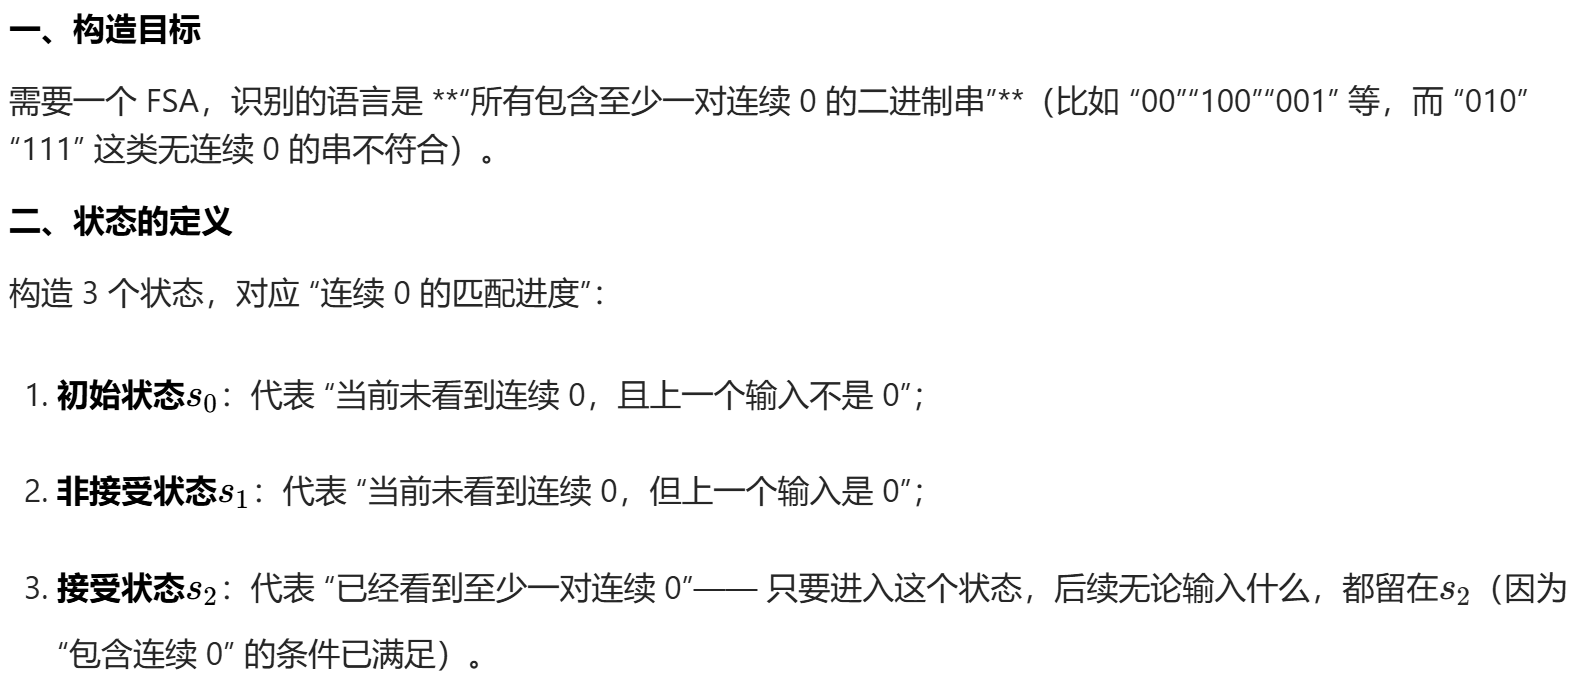 一、构造目标
需要一个 FSA，识别的语言是 **“所有包含至少一对连续 0 的二进制串”**（比如 “00”“100”“001” 等，而 “010”
“111” 这类无连续 0 的串不符合）。
二、状态的定义
构造 3 个状态，对应 “连续 0 的匹配进度”：
1. 初始状态s₀：代表 “当前未看到连续 0，且上一个输入不是 0”；
2. 非接受状态s₁：代表 “当前未看到连续 0，但上一个输入是 0”；
3. 接受状态s₂：代表 “已经看到至少一对连续 0”—— 只要进入这个状态，后续无论输入什么，都留在s₂（因为
“包含连续 0” 的条件已满足）。